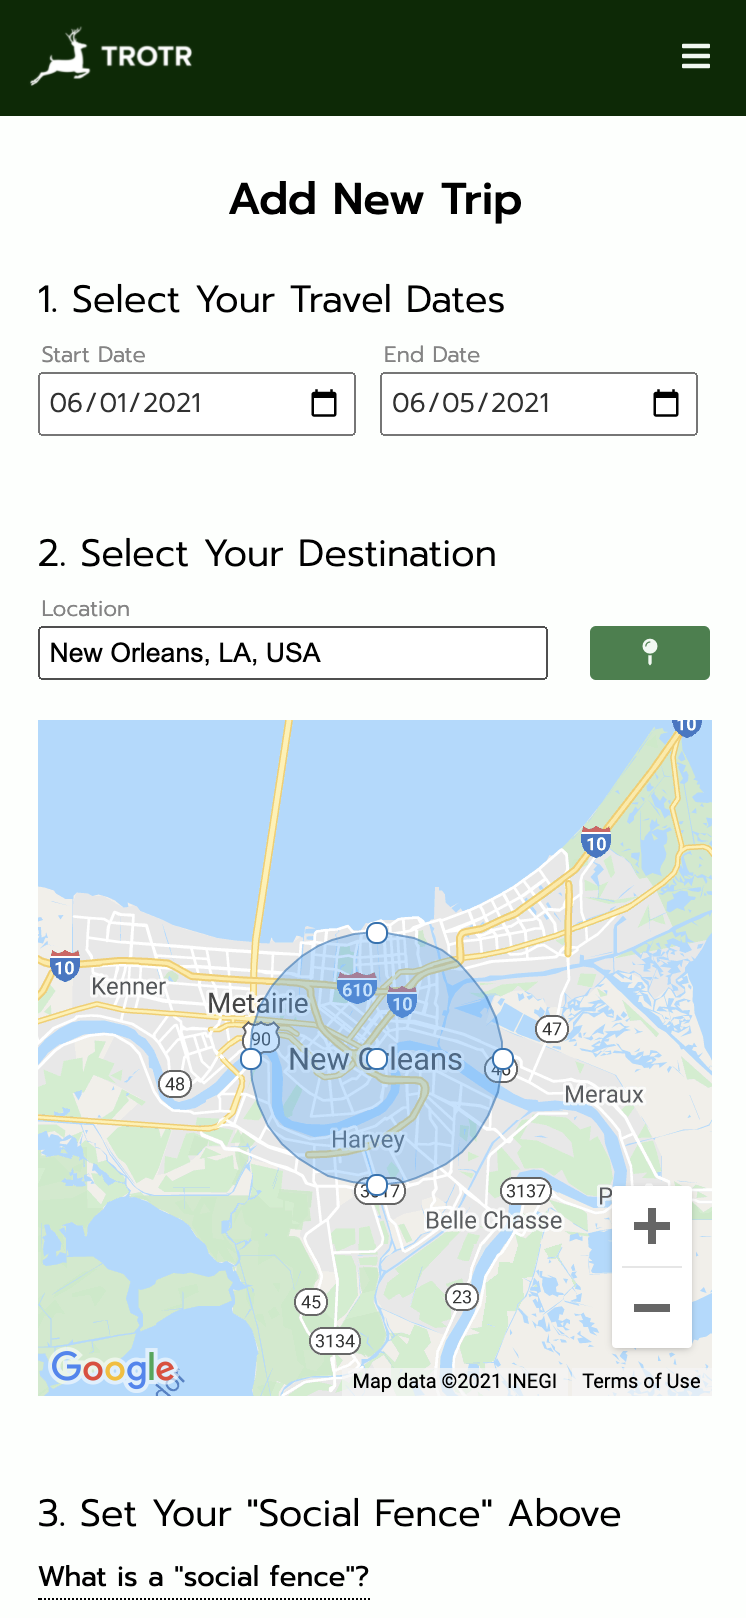 TROTR
Add New Trip
1. Select Your Travel Dates
Start Date
End Date
06/01/2021
06/05/2021
2. Select Your Destination
Location
New Orleans, LA, USA
10
10
10
Kenner
Metairie
610
10
90
47
New Orleans
46
48
Meraux
Harvey
3017
3137
P
Belle Chasse
45
23
3134
Google
Map data ©2021 INEGI
Terms of Use
3. Set Your "Social Fence" Above
What is a "social fence"?